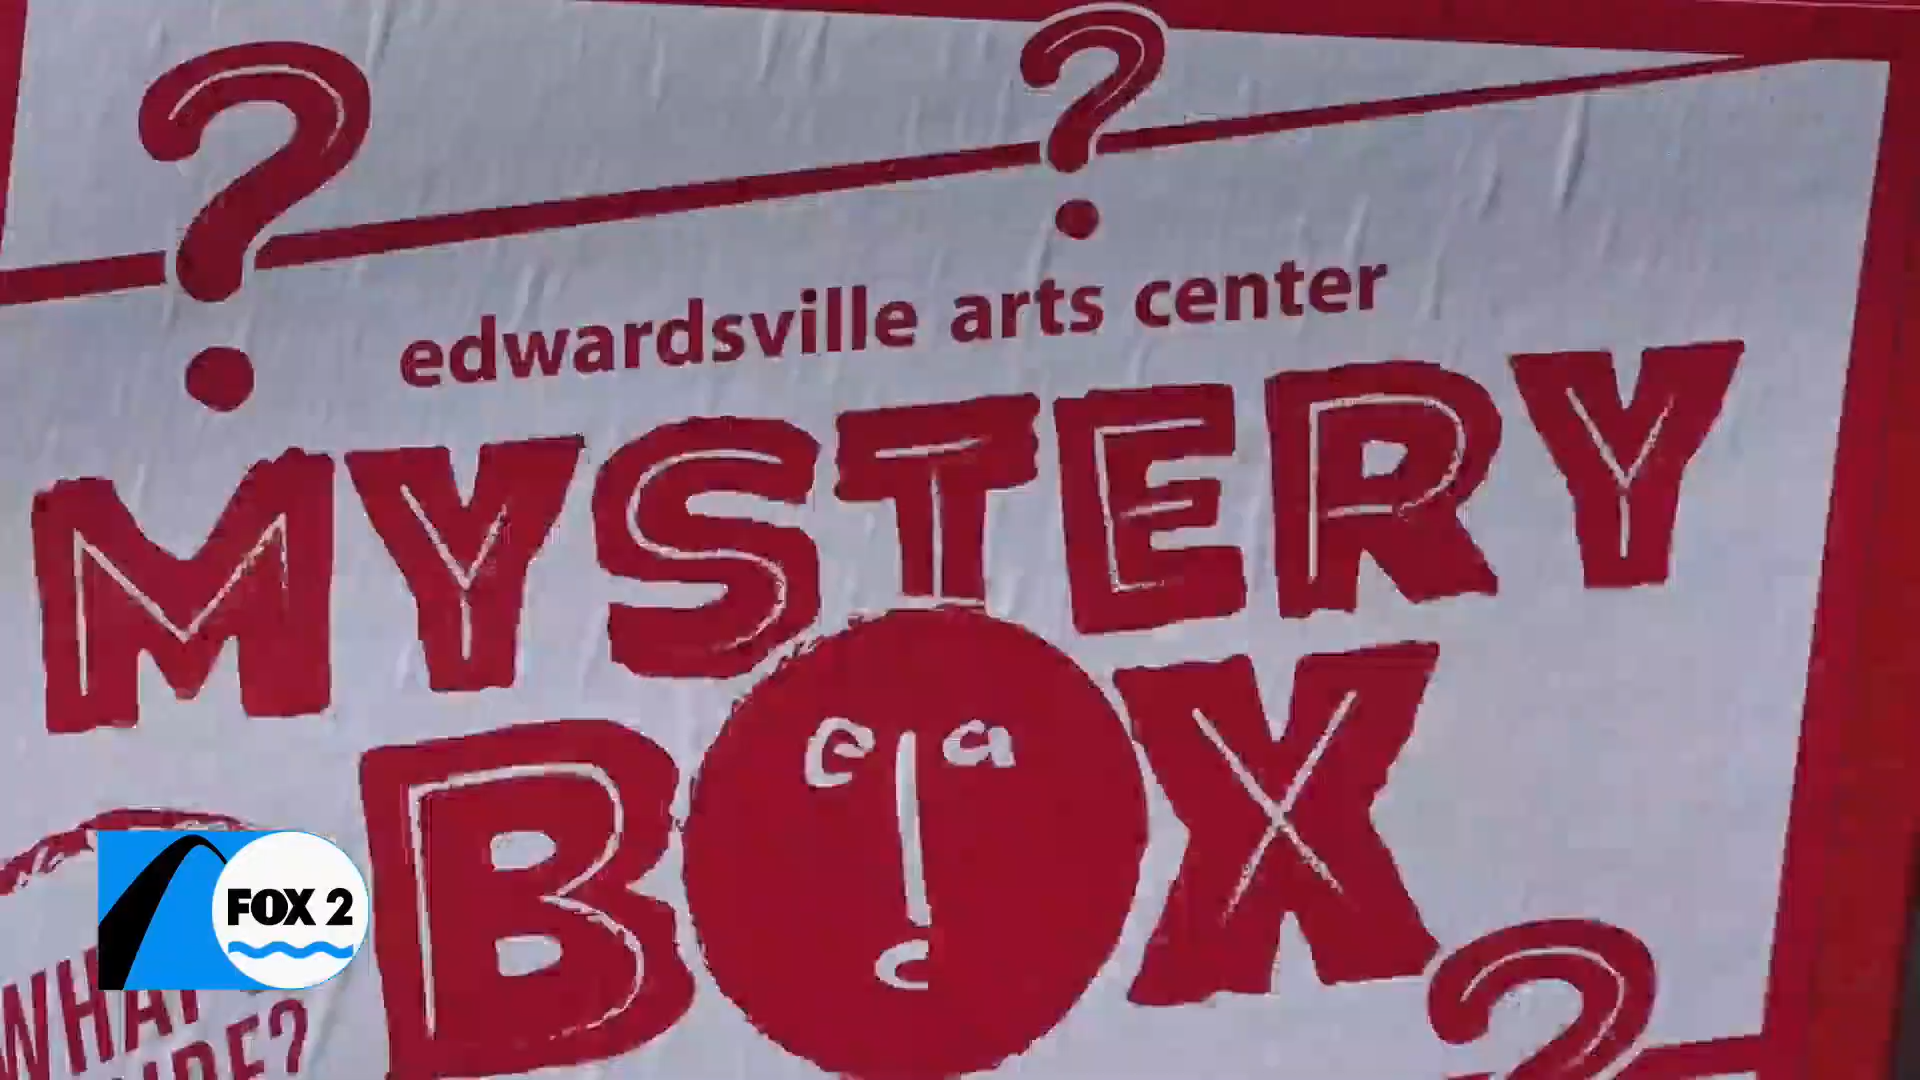 ?
?
edwardsville arts center
MYSTERY
BOX
e a
c
FOX 2
?